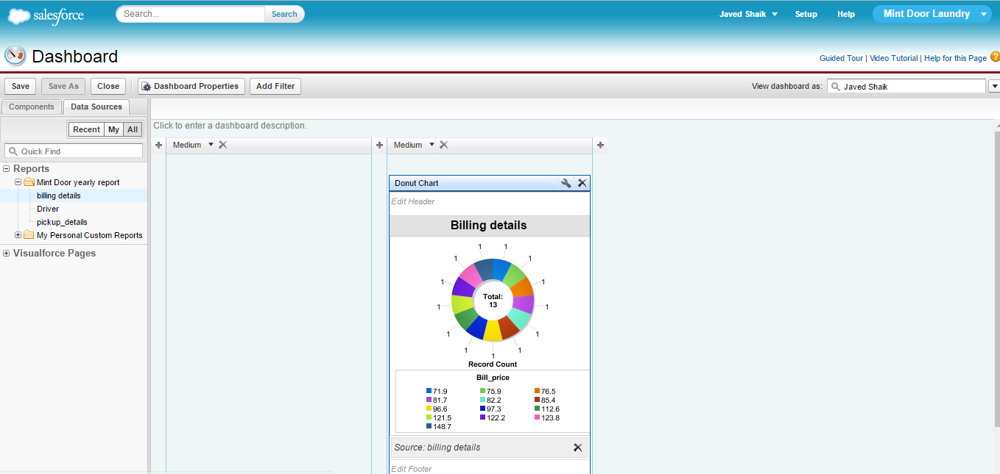 salesforce
Search...
Search
Javed Shaik
Setup
Help
Mint Door Laundry
Dashboard
Guided Tour | Video Tutorial | Help for this Page
?
Save
Save As
Close
Dashboard Properties
Add Filter
View dashboard as:
Javed Shaik
Components
Data Sources
Recent
My
All
Quick Find
Reports
Mint Door yearly report
billing details
Driver
pickup_details
My Personal Custom Reports
Visualforce Pages
Click to enter a dashboard description.
Medium
Medium
Donut Chart
Edit Header
Billing details
1 1
1 1
1 1
1 1
1 1
1 1
1
Total:
13
Record Count
Bill_price
71.9 75.9 76.5
81.7 82.2 85.4
96.6 97.3 112.6
121.5 122.2 123.8
148.7
Source: billing details
Edit Footer